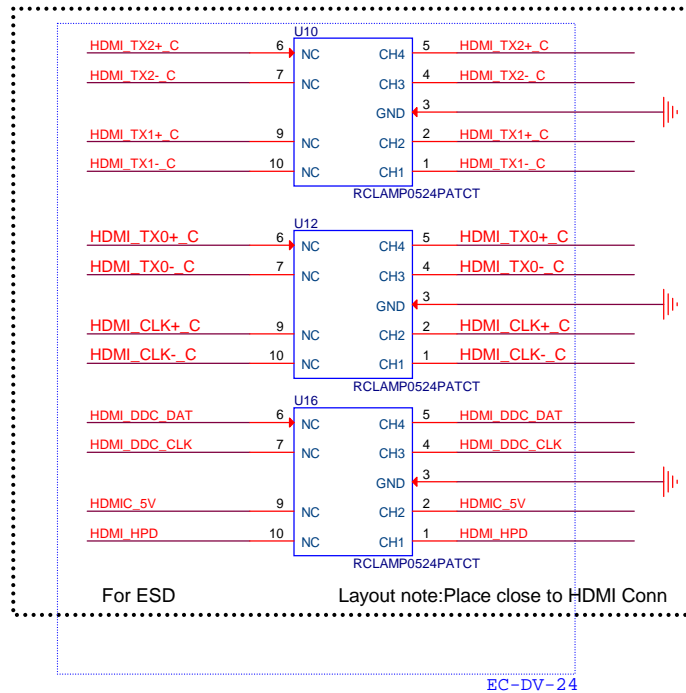 U10
HDMI_TX2+_C 6 NC CH4 5 HDMI_TX2+_C
HDMI_TX2-_C 7 NC CH3 4 HDMI_TX2-_C
GND 3
HDMI_TX1+_C 9 NC CH2 2 HDMI_TX1+_C
HDMI_TX1-_C 10 NC CH1 1 HDMI_TX1-_C
RCLAMP0524PATCT
U12
HDMI_TX0+_C 6 NC CH4 5 HDMI_TX0+_C
HDMI_TX0-_C 7 NC CH3 4 HDMI_TX0-_C
GND 3
HDMI_CLK+_C 9 NC CH2 2 HDMI_CLK+_C
HDMI_CLK-_C 10 NC CH1 1 HDMI_CLK-_C
RCLAMP0524PATCT
U16
HDMI_DDC_DAT 6 NC CH4 5 HDMI_DDC_DAT
HDMI_DDC_CLK 7 NC CH3 4 HDMI_DDC_CLK
GND 3
HDMIC_5V 9 NC CH2 2 HDMIC_5V
HDMI_HPD 10 NC CH1 1 HDMI_HPD
RCLAMP0524PATCT
For ESD Layout note:Place close to HDMI Conn
EC-DV-24